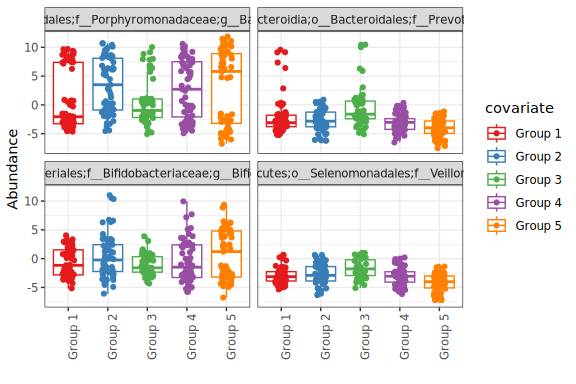 dales;f__Porphyromonadaceae;g__Ba
cteroidia;o__Bacteroidales;f__Prevot
10
5
0
-5
eriales;f__Bifidobacteriaceae;g__Bifi
cutes;o__Selenomonadales;f__Veillon
10
5
0
-5
Abundance
Group 1
Group 2
Group 3
Group 4
Group 5
Group 1
Group 2
Group 3
Group 4
Group 5
covariate
Group 1
Group 2
Group 3
Group 4
Group 5